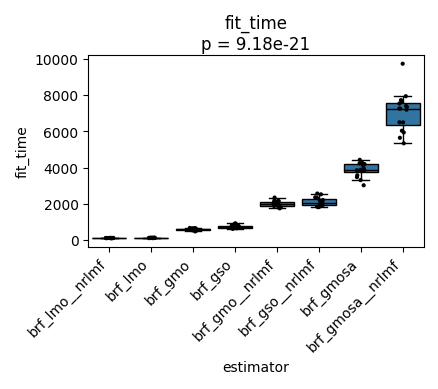 fit_time
p = 9.18e-21
10000
8000
6000
4000
2000
0
fit_time
brf_lmo__nrlmf
brf_lmo
brf_gmo
brf_gso
brf_gmo__nrlmf
brf_gso__nrlmf
brf_gmosa
brf_gmosa__nrlmf
estimator